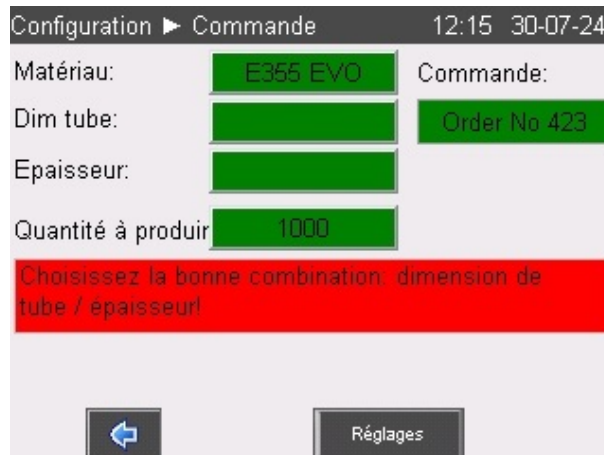 Configuration ► Commande 12:15 30-07-24
Matériau: E355 EVO Commande:
Dim tube: Order No 423
Epaisseur:
Quantité à produir 1000
Choisissez la bonne combination: dimension de
tube / épaisseur!
Réglages